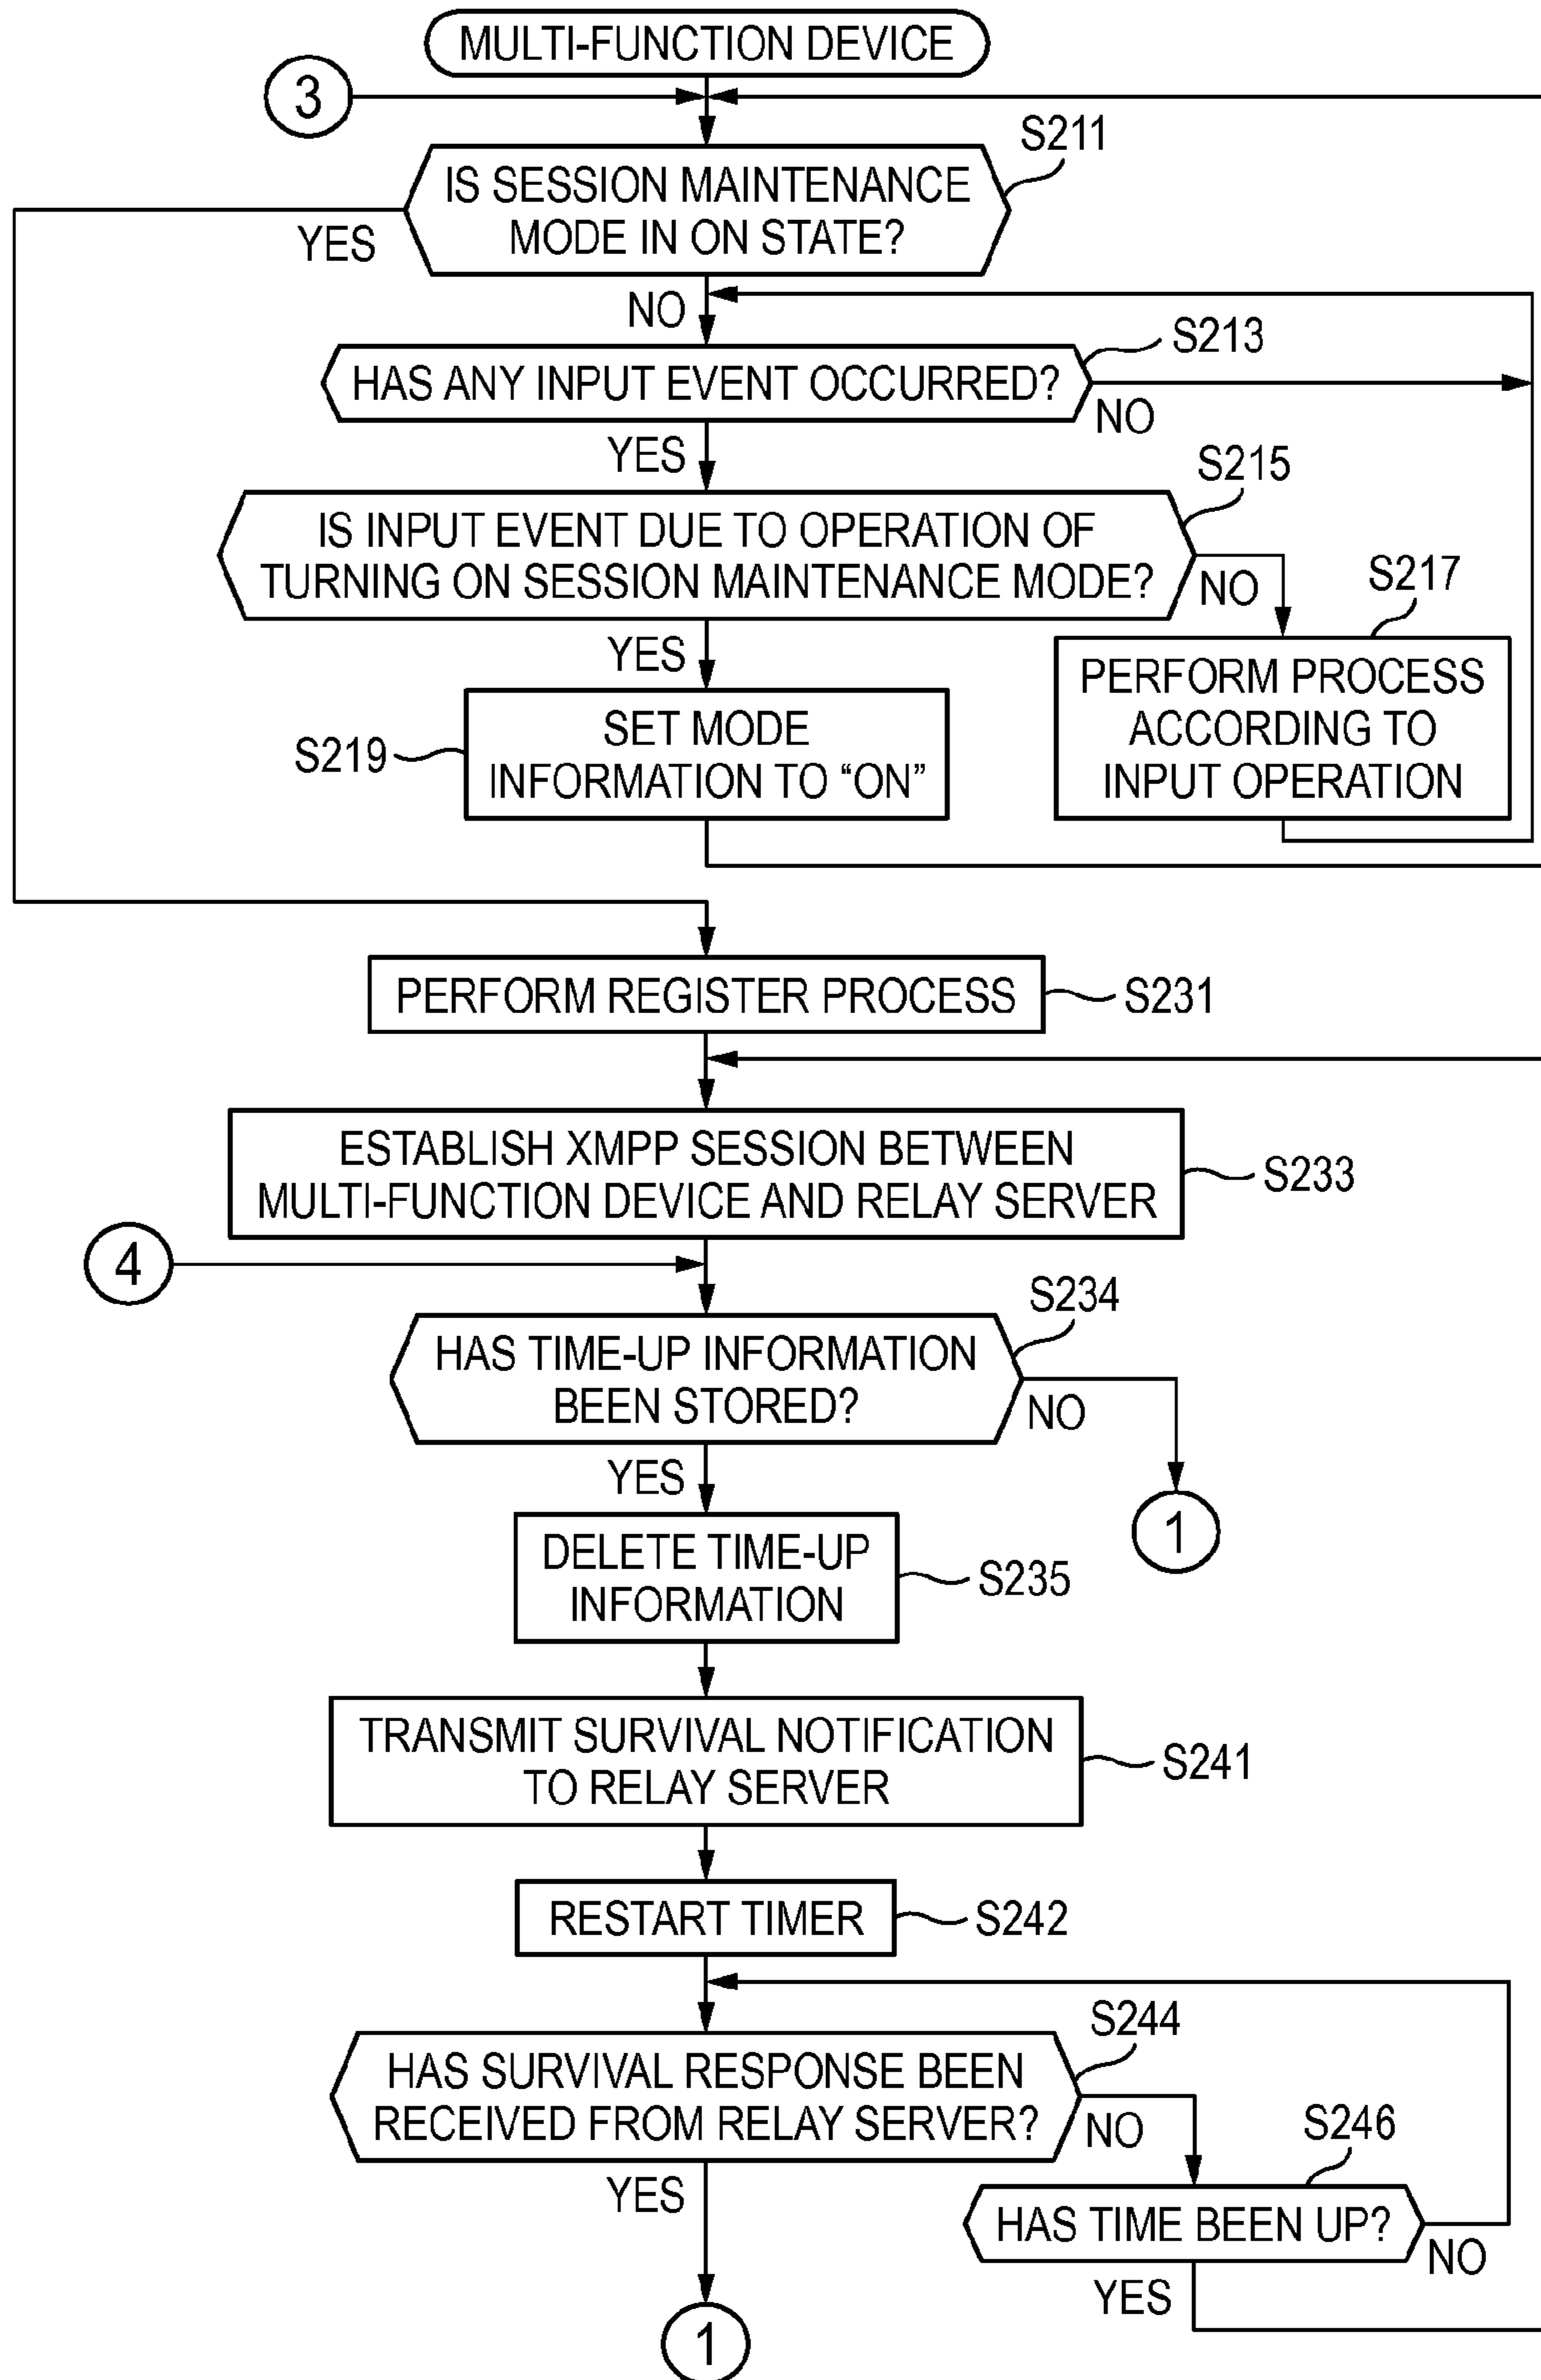 MULTI-FUNCTION DEVICE
3
S211
IS SESSION MAINTENANCE
MODE IN ON STATE?
YES
NO
S213
HAS ANY INPUT EVENT OCCURRED?
NO
YES
S215
IS INPUT EVENT DUE TO OPERATION OF
TURNING ON SESSION MAINTENANCE MODE?
NO
S217
YES
PERFORM PROCESS
ACCORDING TO
INPUT OPERATION
S219
SET MODE
INFORMATION TO “ON”
PERFORM REGISTER PROCESS
S231
ESTABLISH XMPP SESSION BETWEEN
MULTI-FUNCTION DEVICE AND RELAY SERVER
S233
4
S234
HAS TIME-UP INFORMATION
BEEN STORED?
NO
YES
1
DELETE TIME-UP
INFORMATION
S235
TRANSMIT SURVIVAL NOTIFICATION
TO RELAY SERVER
S241
RESTART TIMER
S242
S244
HAS SURVIVAL RESPONSE BEEN
RECEIVED FROM RELAY SERVER?
NO
S246
YES
HAS TIME BEEN UP?
NO
YES
1